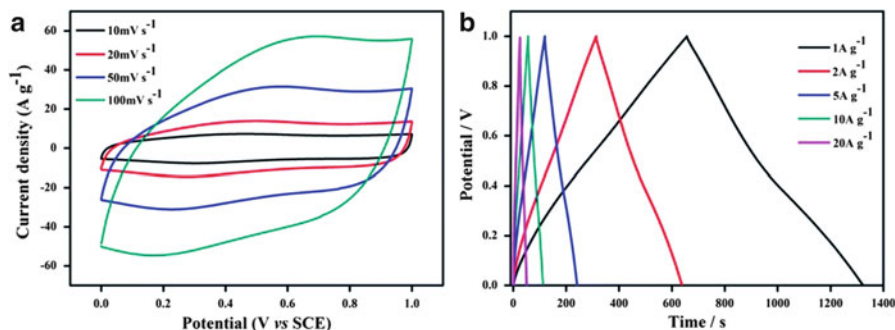 a
10mV s-1
20mV s-1
50mV s-1
100mV s-1
60
40
20
0
-20
-40
-60
Current density (A g-1)
0.0
0.2
0.4
0.6
0.8
1.0
Potential (V vs SCE)
b
1A g-1
2A g-1
5A g-1
10A g-1
20A g-1
1.0
0.8
0.6
0.4
0.2
0.0
Potential / V
0
200
400
600
800
1000
1200
1400
Time / s